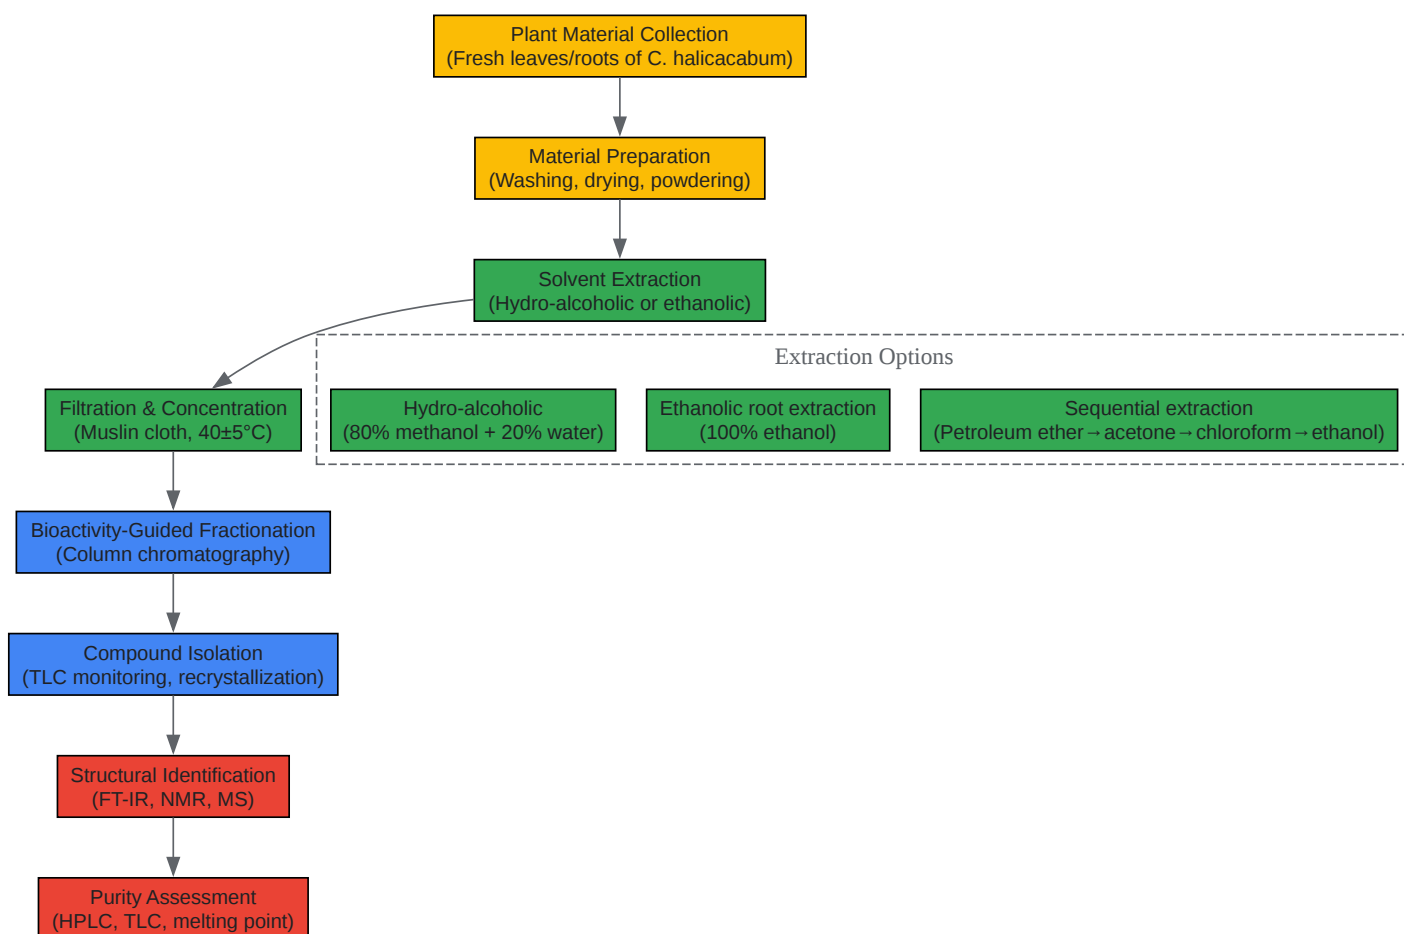 Plant Material Collection
(Fresh leaves/roots of C. halicacabum)
Material Preparation
(Washing, drying, powdering)
Solvent Extraction
(Hydro-alcoholic or ethanolic)
Extraction Options
Filtration & Concentration
(Muslin cloth, 40±5°C)
Hydro-alcoholic
(80% methanol + 20% water)
Ethanolic root extraction
(100% ethanol)
Sequential extraction
(Petroleum ether→acetone→chloroform→ethanol)
Bioactivity-Guided Fractionation
(Column chromatography)
Compound Isolation
(TLC monitoring, recrystallization)
Structural Identification
(FT-IR, NMR, MS)
Purity Assessment
(HPLC, TLC, melting point)